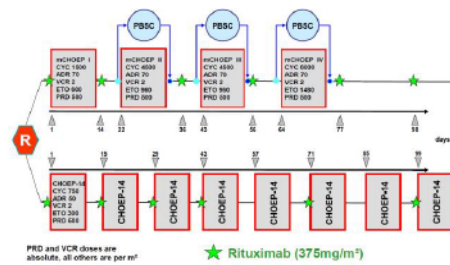 PBSC
PBSC
PBSC
mCHOEP I
CYC 1500
ADR 70
VCR 2
ETO 600
PRD 500
mCHOEP II
CYC 4500
ADR 70
VCR 2
ETO 960
PRD 500
mCHOEP III
CYC 4500
ADR 70
VCR 2
ETO 960
PRD 500
mCHOEP IV
CYC 6000
ADR 70
VCR 2
ETO 1480
PRD 500
1 14 22 36 43 56 64 77 98
days
R
1 15 29 43 57 71 85 99
CHOEP-14
CYC 750
ADR 50
VCR 2
ETO 300
PRD 500
CHOEP-14
CHOEP-14
CHOEP-14
CHOEP-14
CHOEP-14
CHOEP-14
CHOEP-14
PRD and VCR doses are
absolute, all others are per m²
Rituximab (375mg/m²)